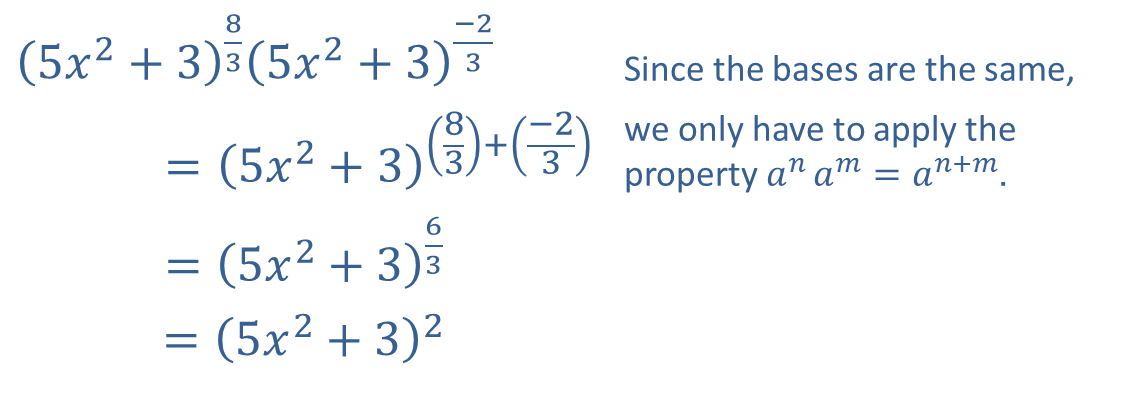 (5x² + 3)^(8/3) (5x² + 3)^(−2/3)
Since the bases are the same,
= (5x² + 3)^((8/3)+(−2/3))
we only have to apply the
property aⁿ aᵐ = aⁿ⁺ᵐ.
= (5x² + 3)^(6/3)
= (5x² + 3)²